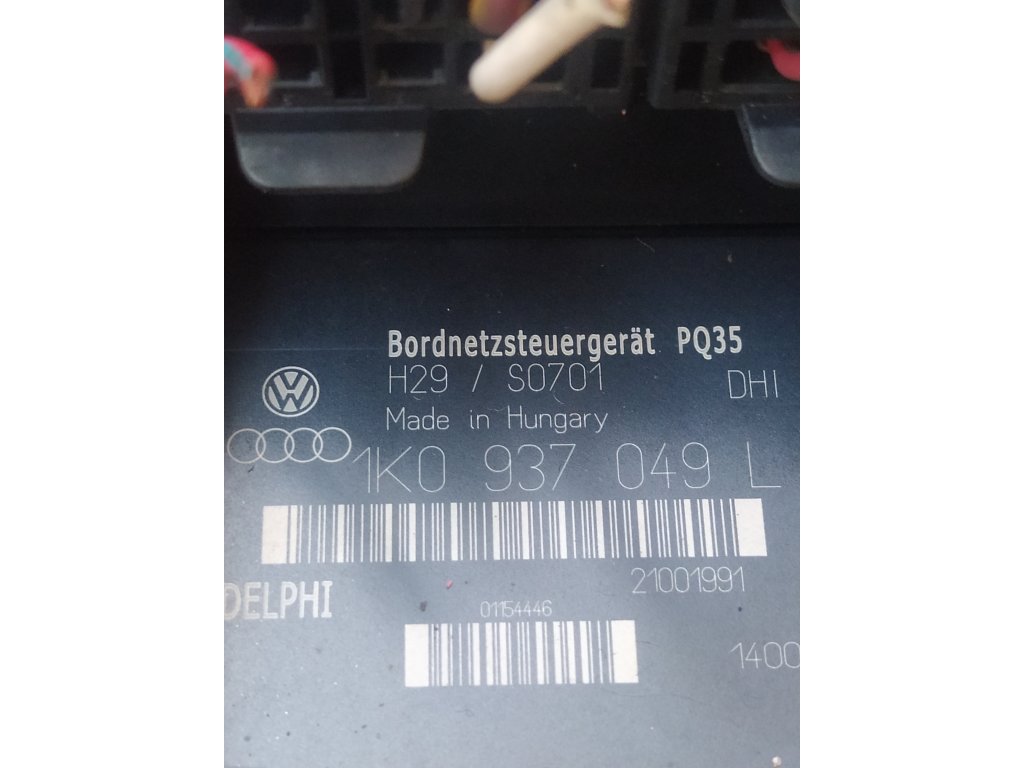 Bordnetzsteuergerät PQ35
H29 / S0701 DHI
Made in Hungary
1K0 937 049 L
21001991
DELPHI
01154446
1400